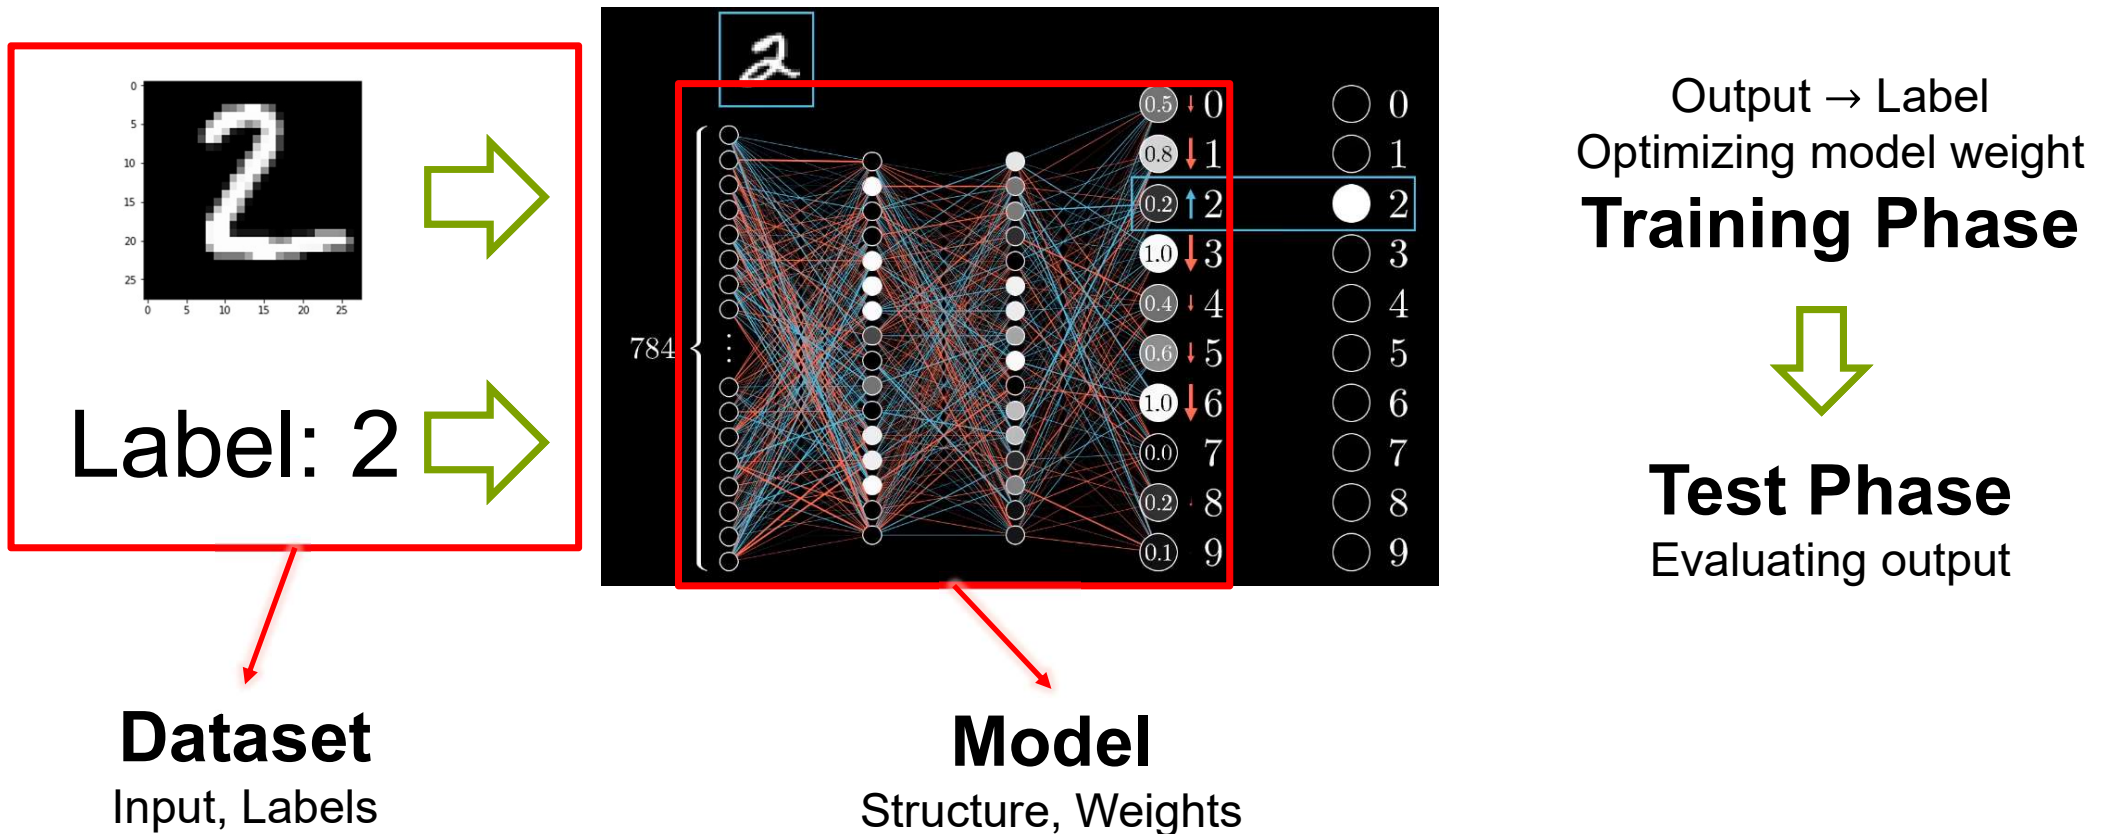 0
5
10
15
20
25
0 5 10 15 20 25
Label: 2
Dataset
Input, Labels
784
0.5 0 0
0.8 1 1
0.2 2 2
1.0 3 3
0.4 4 4
0.6 5 5
1.0 6 6
0.0 7 7
0.2 8 8
0.1 9 9
2
2
Model
Structure, Weights
Output → Label
Optimizing model weight
Training Phase
Test Phase
Evaluating output